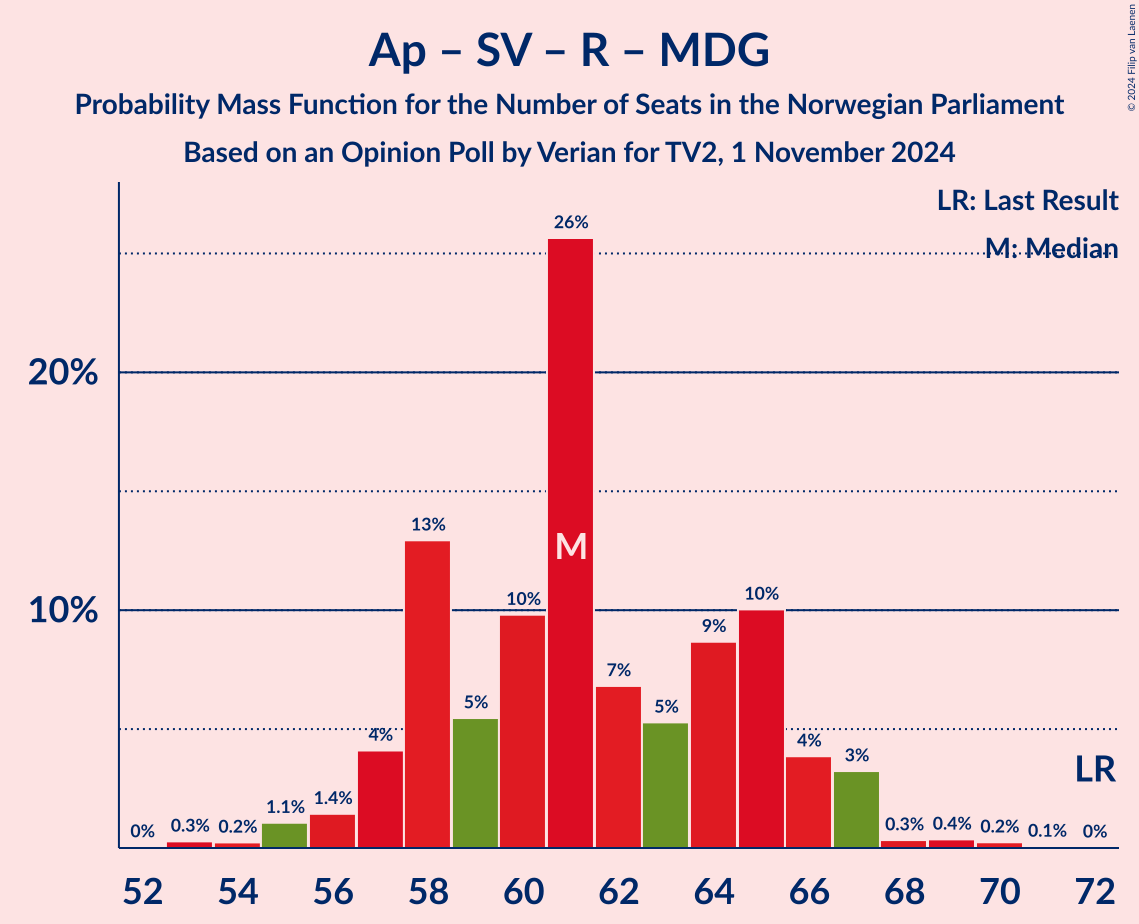 Ap – SV – R – MDG
Probability Mass Function for the Number of Seats in the Norwegian Parliament
Based on an Opinion Poll by Verian for TV2, 1 November 2024
© 2024 Filip van Laenen
LR: Last Result
M: Median
20%
10%
0%
0.3%
0.2%
1.1%
1.4%
4%
13%
5%
10%
26%
M
7%
5%
9%
10%
4%
3%
0.3%
0.4%
0.2%
0.1%
0%
LR
52 54 56 58 60 62 64 66 68 70 72